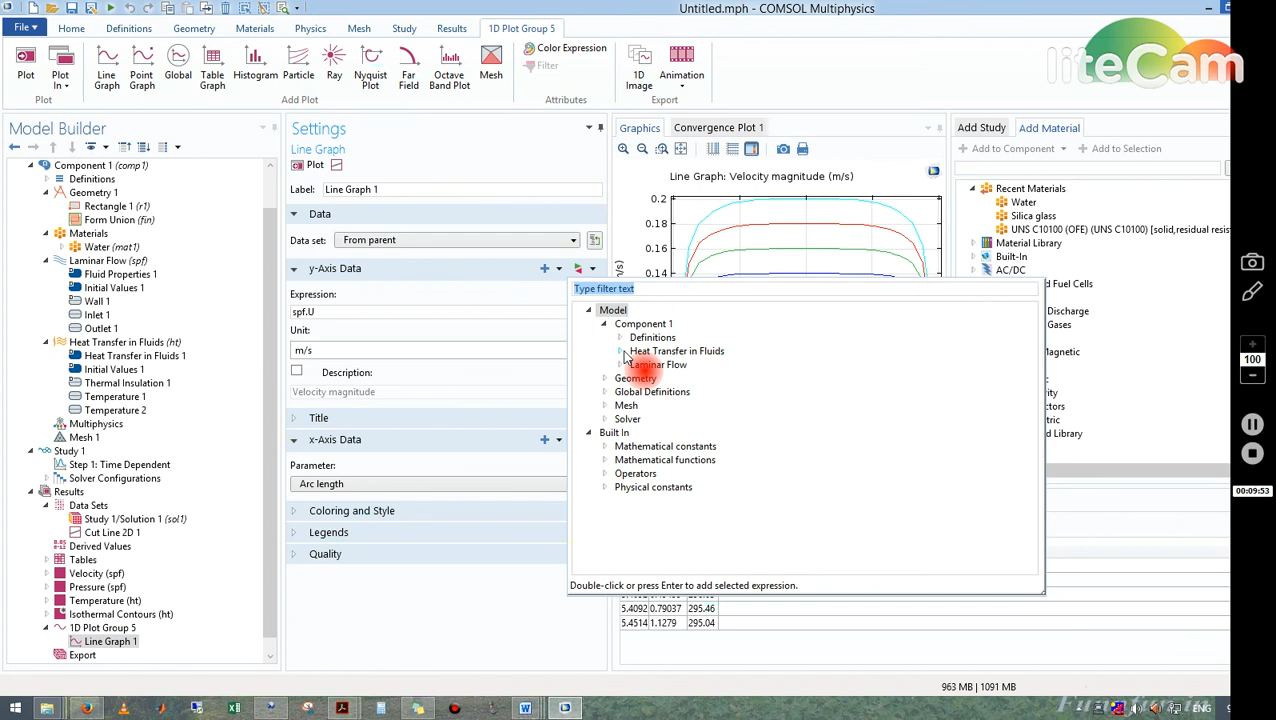 Untitled.mph - COMSOL Multiphysics
File
Home
Definitions
Geometry
Materials
Physics
Mesh
Study
Results
1D Plot Group 5
Plot
Plot In
Line Graph
Point Graph
Global
Table Graph
Histogram
Particle
Ray
Nyquist Plot
Far Field
Octave Band Plot
Mesh
Color Expression
Filter
1D Image
Animation
Plot
Add Plot
Attributes
Export
liteCam
Model Builder
Component 1 (comp1)
Definitions
Geometry 1
Rectangle 1 (r1)
Form Union (fin)
Materials
Water (mat1)
Laminar Flow (spf)
Fluid Properties 1
Initial Values 1
Wall 1
Inlet 1
Outlet 1
Heat Transfer in Fluids (ht)
Heat Transfer in Fluids 1
Initial Values 1
Thermal Insulation 1
Temperature 1
Temperature 2
Multiphysics
Mesh 1
Study 1
Step 1: Time Dependent
Solver Configurations
Results
Data Sets
Study 1/Solution 1 (sol1)
Cut Line 2D 1
Derived Values
Tables
Velocity (spf)
Pressure (spf)
Temperature (ht)
Isothermal Contours (ht)
1D Plot Group 5
Line Graph 1
Export
Settings
Line Graph
Plot
Label: Line Graph 1
Data
Data set: From parent
y-Axis Data
Expression:
spf.U
Unit:
m/s
Description:
Velocity magnitude
Title
x-Axis Data
Parameter:
Arc length
Coloring and Style
Legends
Quality
Graphics
Convergence Plot 1
Line Graph: Velocity magnitude (m/s)
0.2
0.18
0.16
0.14
Type filter text
Model
Component 1
Definitions
Heat Transfer in Fluids
Laminar Flow
Geometry
Global Definitions
Mesh
Solver
Built In
Mathematical constants
Mathematical functions
Operators
Physical constants
Double-click or press Enter to add selected expression.
5.4092 0.79037 295.46
5.4514 1.1279 295.04
Add Study
Add Material
Add to Component
Add to Selection
Recent Materials
Water
Silica glass
UNS C10100 (OFE) (UNS C10100) [solid,residual resis
Material Library
Built-In
AC/DC
100
00:09:53
963 MB | 1091 MB
ENG